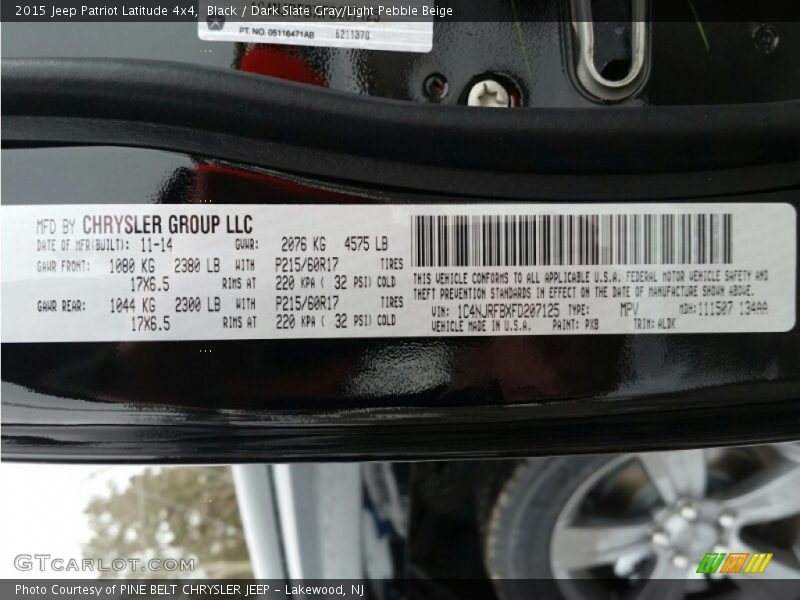 2015 Jeep Patriot Latitude 4x4, Black / Dark Slate Gray/Light Pebble Beige
PT. NO. 05116471AB 6211370
MFD BY CHRYSLER GROUP LLC
DATE OF MFR(BUILT): 11-14 GVWR: 2076 KG 4575 LB
GAWR FRONT: 1080 KG 2380 LB WITH P215/60R17 TIRES
17X6.5 RIMS AT 220 KPA ( 32 PSI) COLD
GAWR REAR: 1044 KG 2300 LB WITH P215/60R17 TIRES
17X6.5 RIMS AT 220 KPA ( 32 PSI) COLD
THIS VEHICLE CONFORMS TO ALL APPLICABLE U.S.A. FEDERAL MOTOR VEHICLE SAFETY AND
THEFT PREVENTION STANDARDS IN EFFECT ON THE DATE OF MANUFACTURE SHOWN ABOVE.
VIN: 1C4NJRFBXFD207125 TYPE: MPV MDH:111507 134AA
VEHICLE MADE IN U.S.A. PAINT: PX8 TRIM: ALDK
GTCarLot.com
Photo Courtesy of PINE BELT CHRYSLER JEEP - Lakewood, NJ